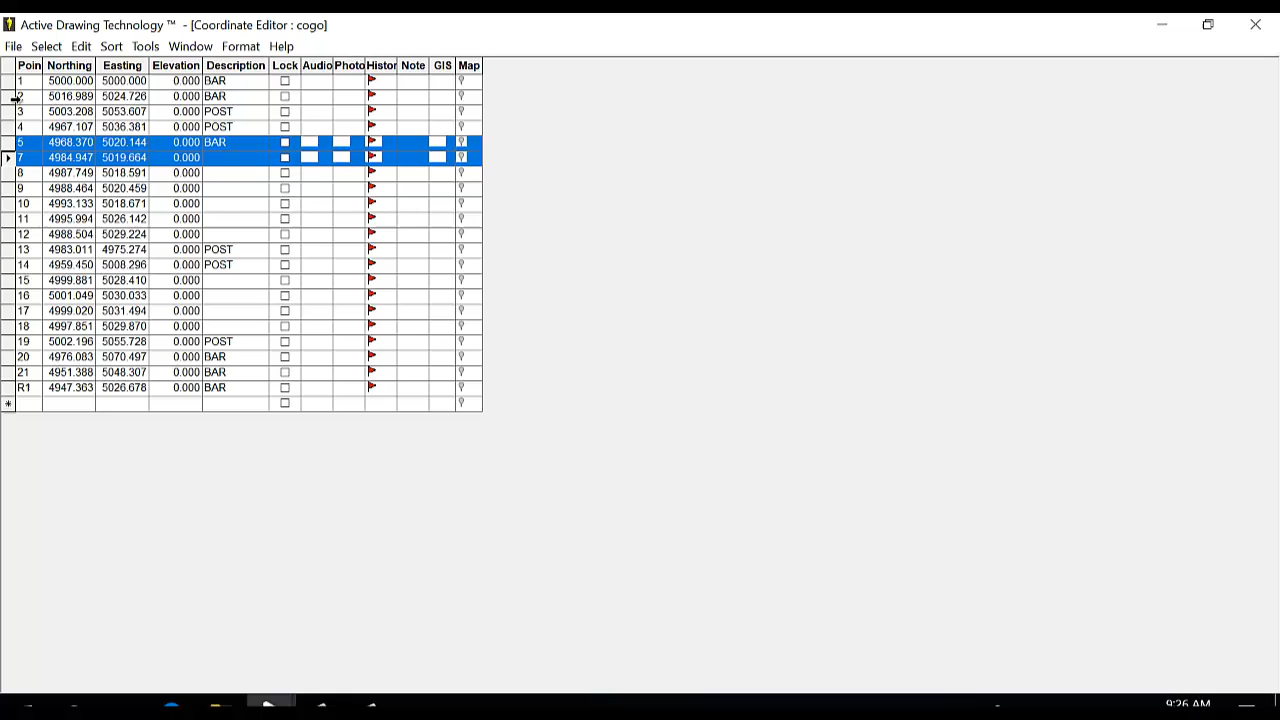 Active Drawing Technology ™ - [Coordinate Editor : cogo]
File Select Edit Sort Tools Window Format Help
Poin Northing Easting Elevation Description Lock Audio Photo Histor Note GIS Map
1 5000.000 5000.000 0.000 BAR
2 5016.989 5024.726 0.000 BAR
3 5003.208 5053.607 0.000 POST
4 4967.107 5036.381 0.000 POST
5 4968.370 5020.144 0.000 BAR
7 4984.947 5019.664 0.000
8 4987.749 5018.591 0.000
9 4988.464 5020.459 0.000
10 4993.133 5018.671 0.000
11 4995.994 5026.142 0.000
12 4988.504 5029.224 0.000
13 4983.011 4975.274 0.000 POST
14 4959.450 5008.296 0.000 POST
15 4999.881 5028.410 0.000
16 5001.049 5030.033 0.000
17 4999.020 5031.494 0.000
18 4997.851 5029.870 0.000
19 5002.196 5055.728 0.000 POST
20 4976.083 5070.497 0.000 BAR
21 4951.388 5048.307 0.000 BAR
R1 4947.363 5026.678 0.000 BAR
9:26 AM